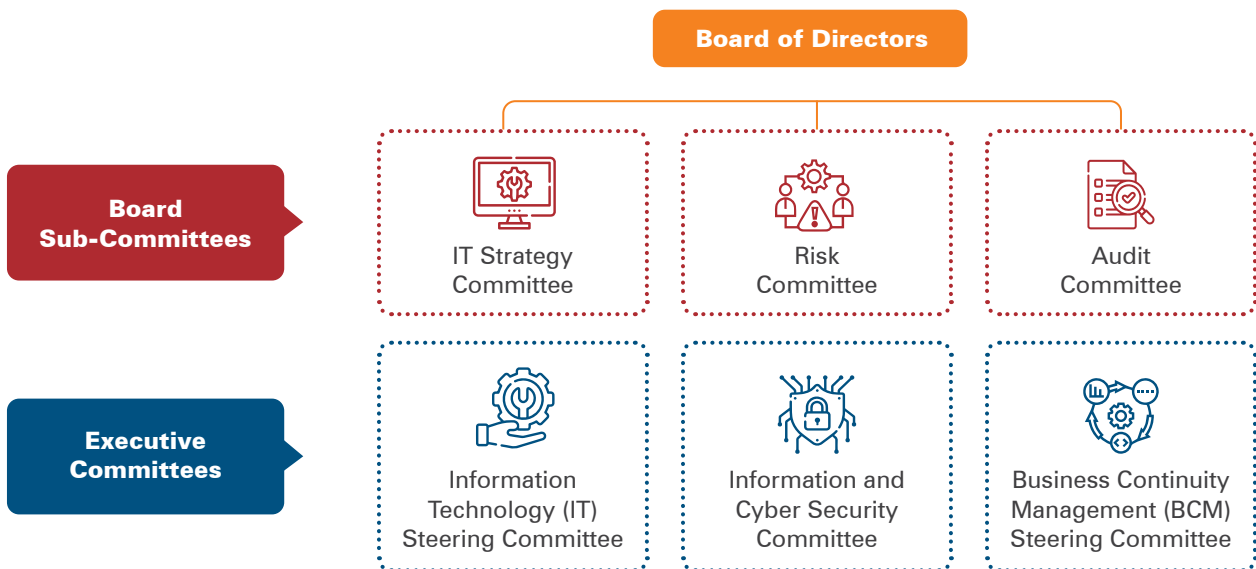 Board of Directors
Board
Sub-Committees
IT Strategy
Committee
Risk
Committee
Audit
Committee
Executive
Committees
Information
Technology (IT)
Steering Committee
Information and
Cyber Security
Committee
Business Continuity
Management (BCM)
Steering Committee